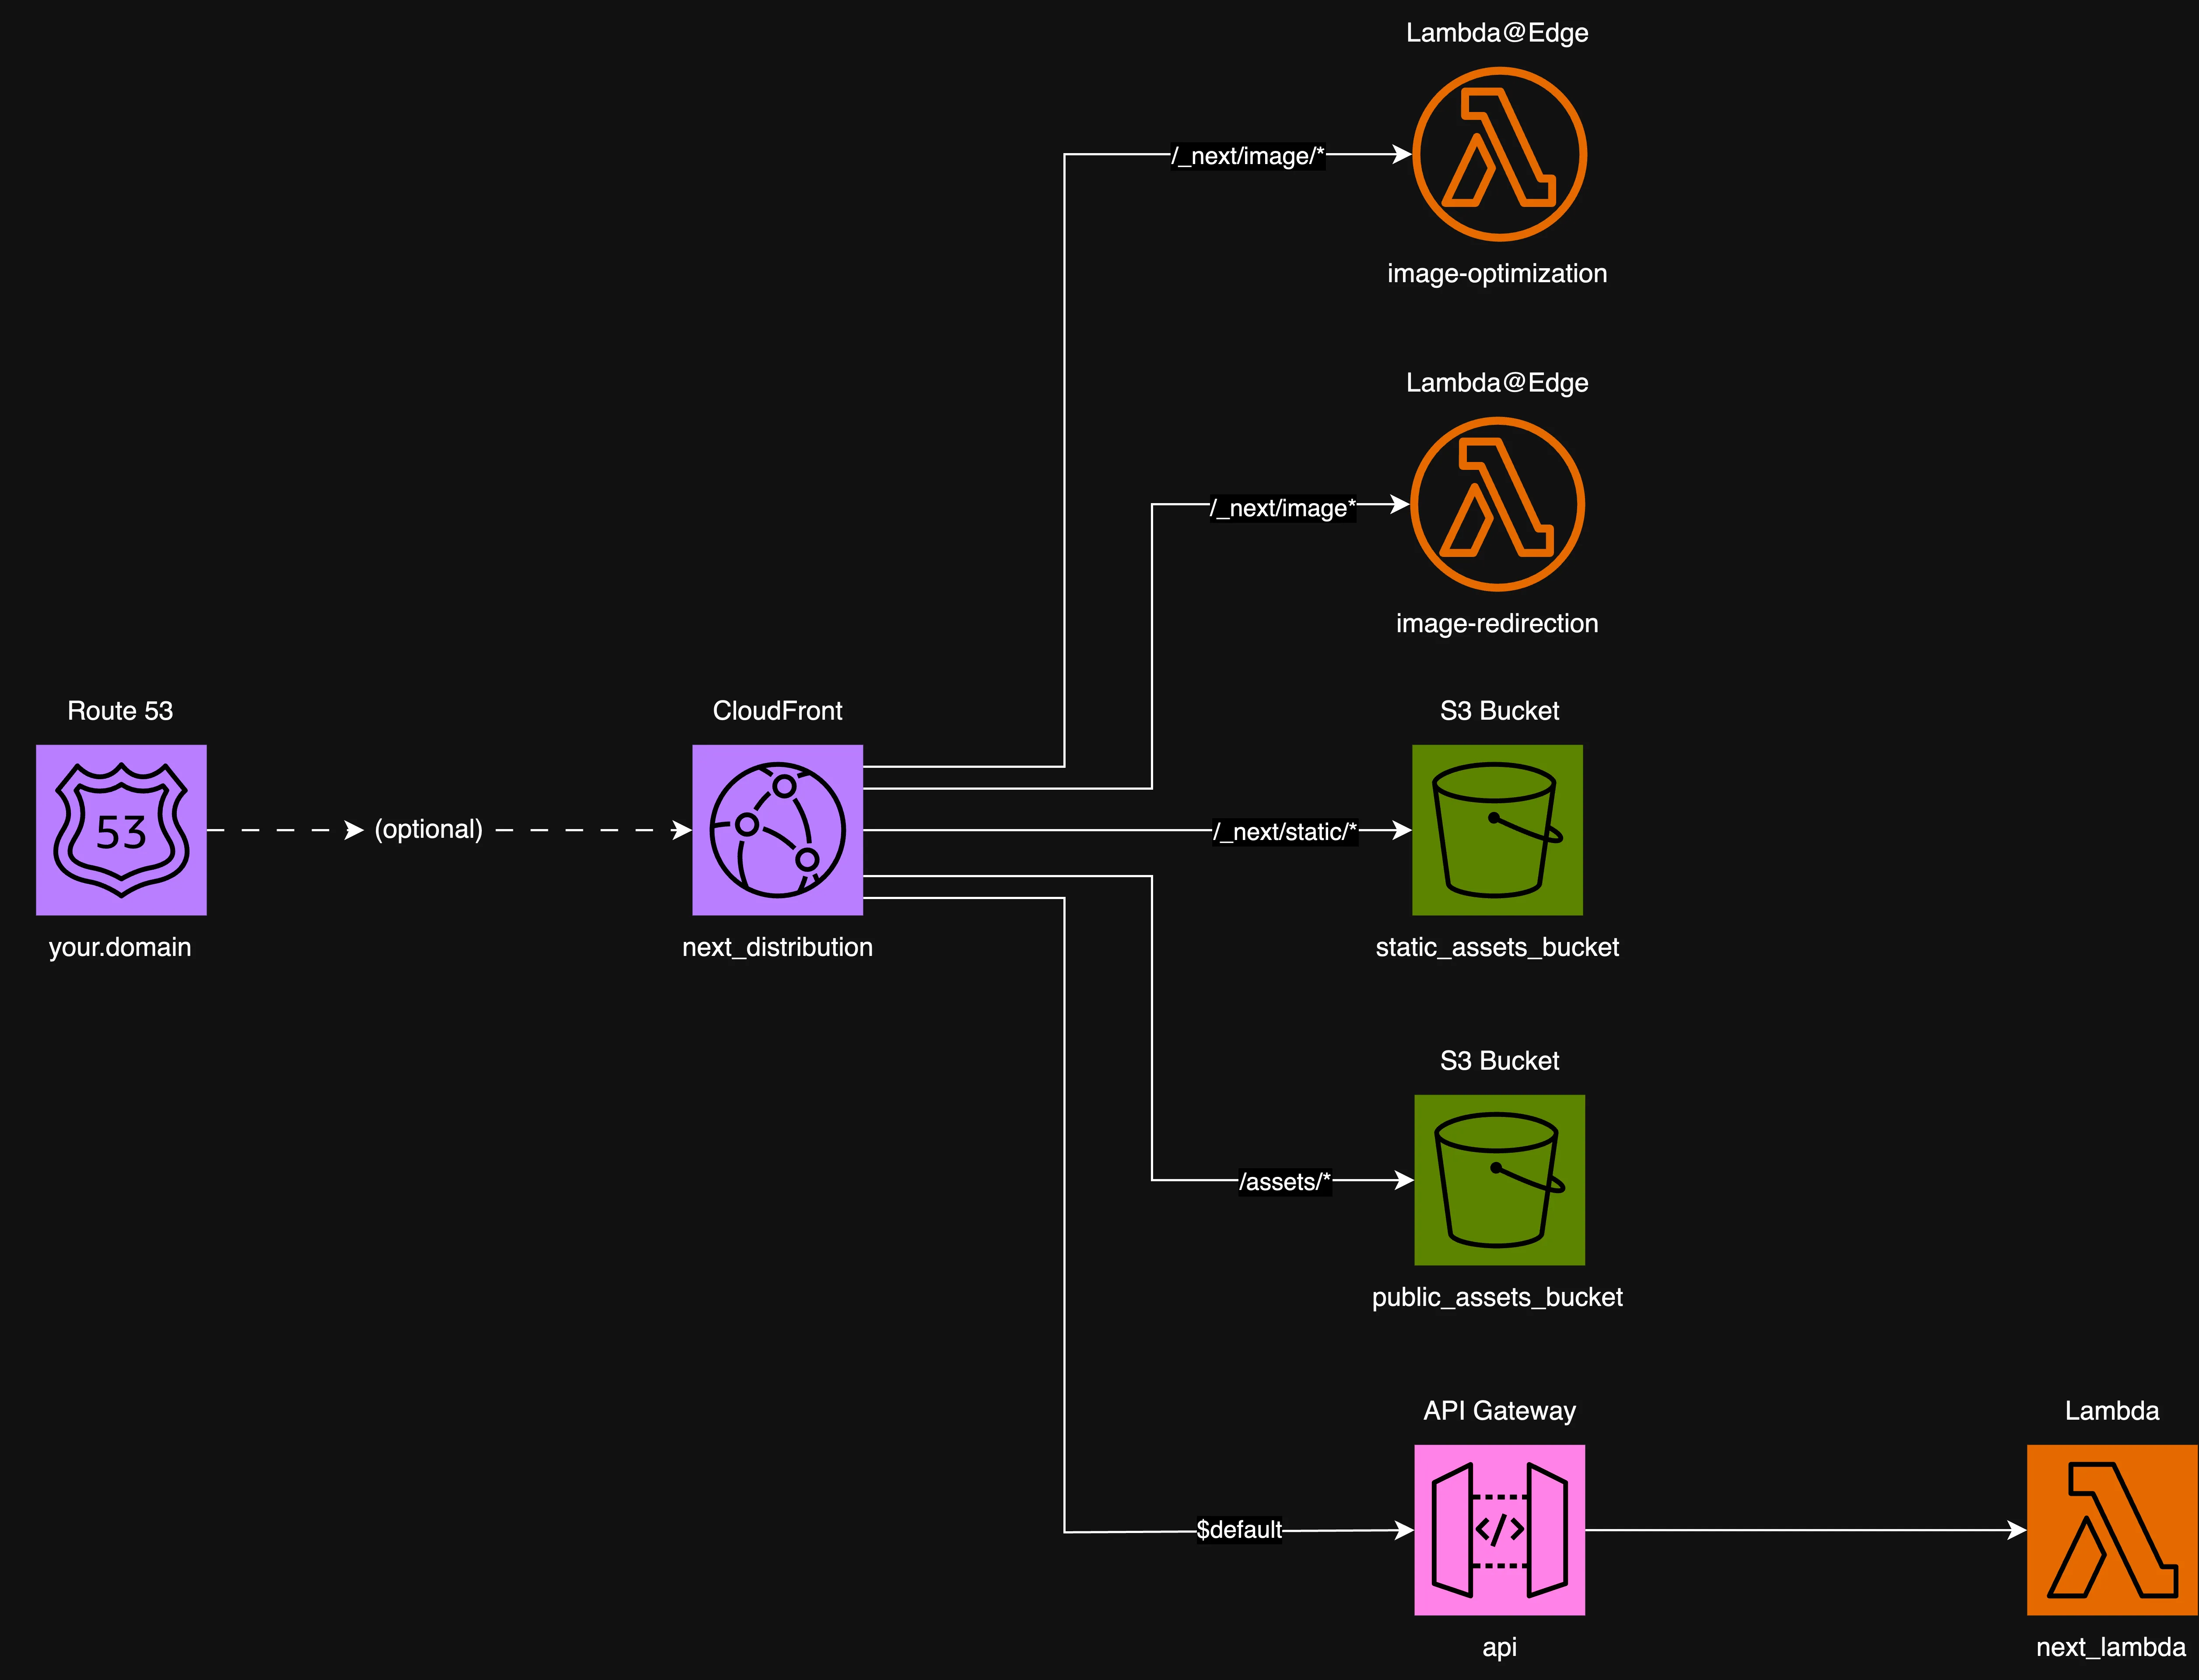 Lambda@Edge
/_next/image/*
image-optimization
Lambda@Edge
/_next/image*
image-redirection
Route 53
53
your.domain
(optional)
CloudFront
next_distribution
/_next/static/*
S3 Bucket
static_assets_bucket
S3 Bucket
/assets/*
public_assets_bucket
API Gateway
$default
</>
api
Lambda
next_lambda